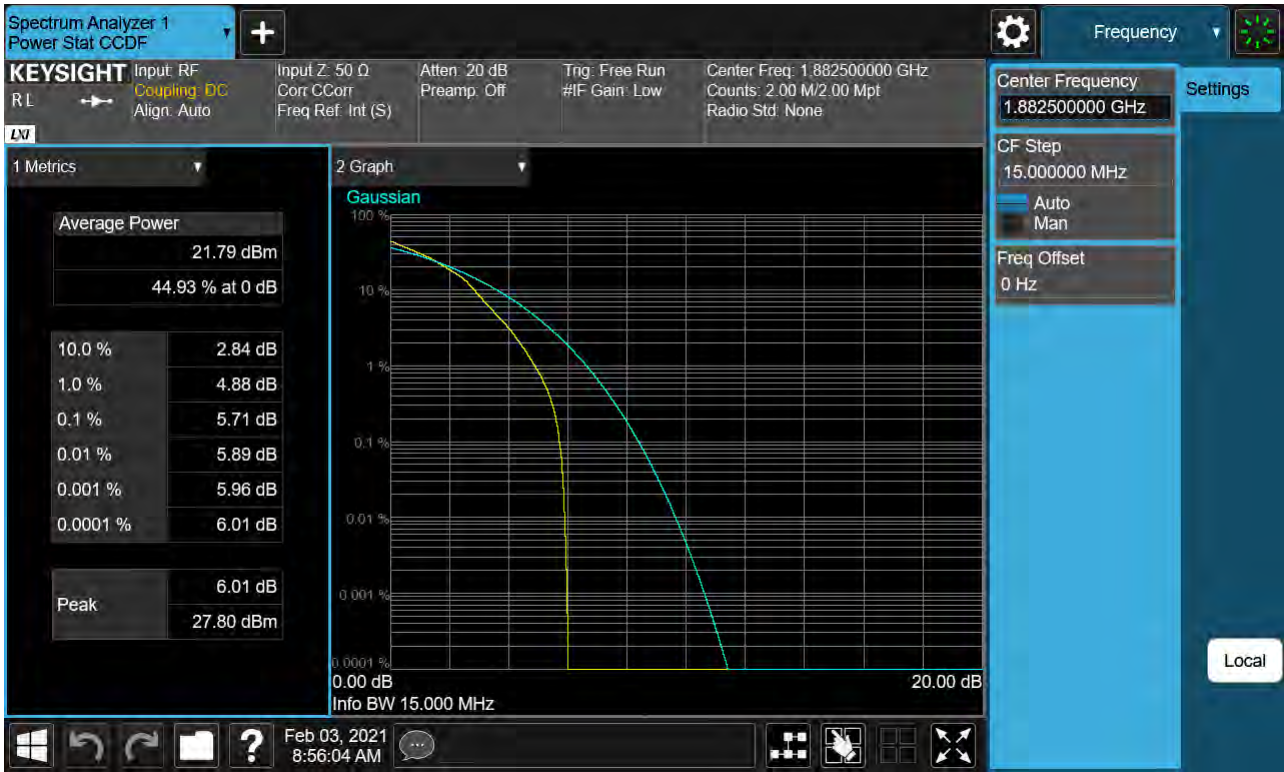 Spectrum Analyzer 1
Power Stat CCDF
Frequency
KEYSIGHT
R L
LXI
Input: RF
Coupling: DC
Align: Auto
Input Z: 50 Ω
Corr CCorr
Freq Ref: Int (S)
Atten: 20 dB
Preamp: Off
Trig: Free Run
#IF Gain: Low
Center Freq: 1.882500000 GHz
Counts: 2.00 M/2.00 Mpt
Radio Std: None
Center Frequency
1.882500000 GHz
Settings
CF Step
15.000000 MHz
Auto
Man
Freq Offset
0 Hz
1 Metrics
Average Power
21.79 dBm
44.93 % at 0 dB
10.0 % 2.84 dB
1.0 % 4.88 dB
0.1 % 5.71 dB
0.01 % 5.89 dB
0.001 % 5.96 dB
0.0001 % 6.01 dB
Peak
6.01 dB
27.80 dBm
2 Graph
Gaussian
100 %
10 %
1 %
0.1 %
0.01 %
0.001 %
0.0001 %
0.00 dB 20.00 dB
Info BW 15.000 MHz
Local
?
Feb 03, 2021
8:56:04 AM